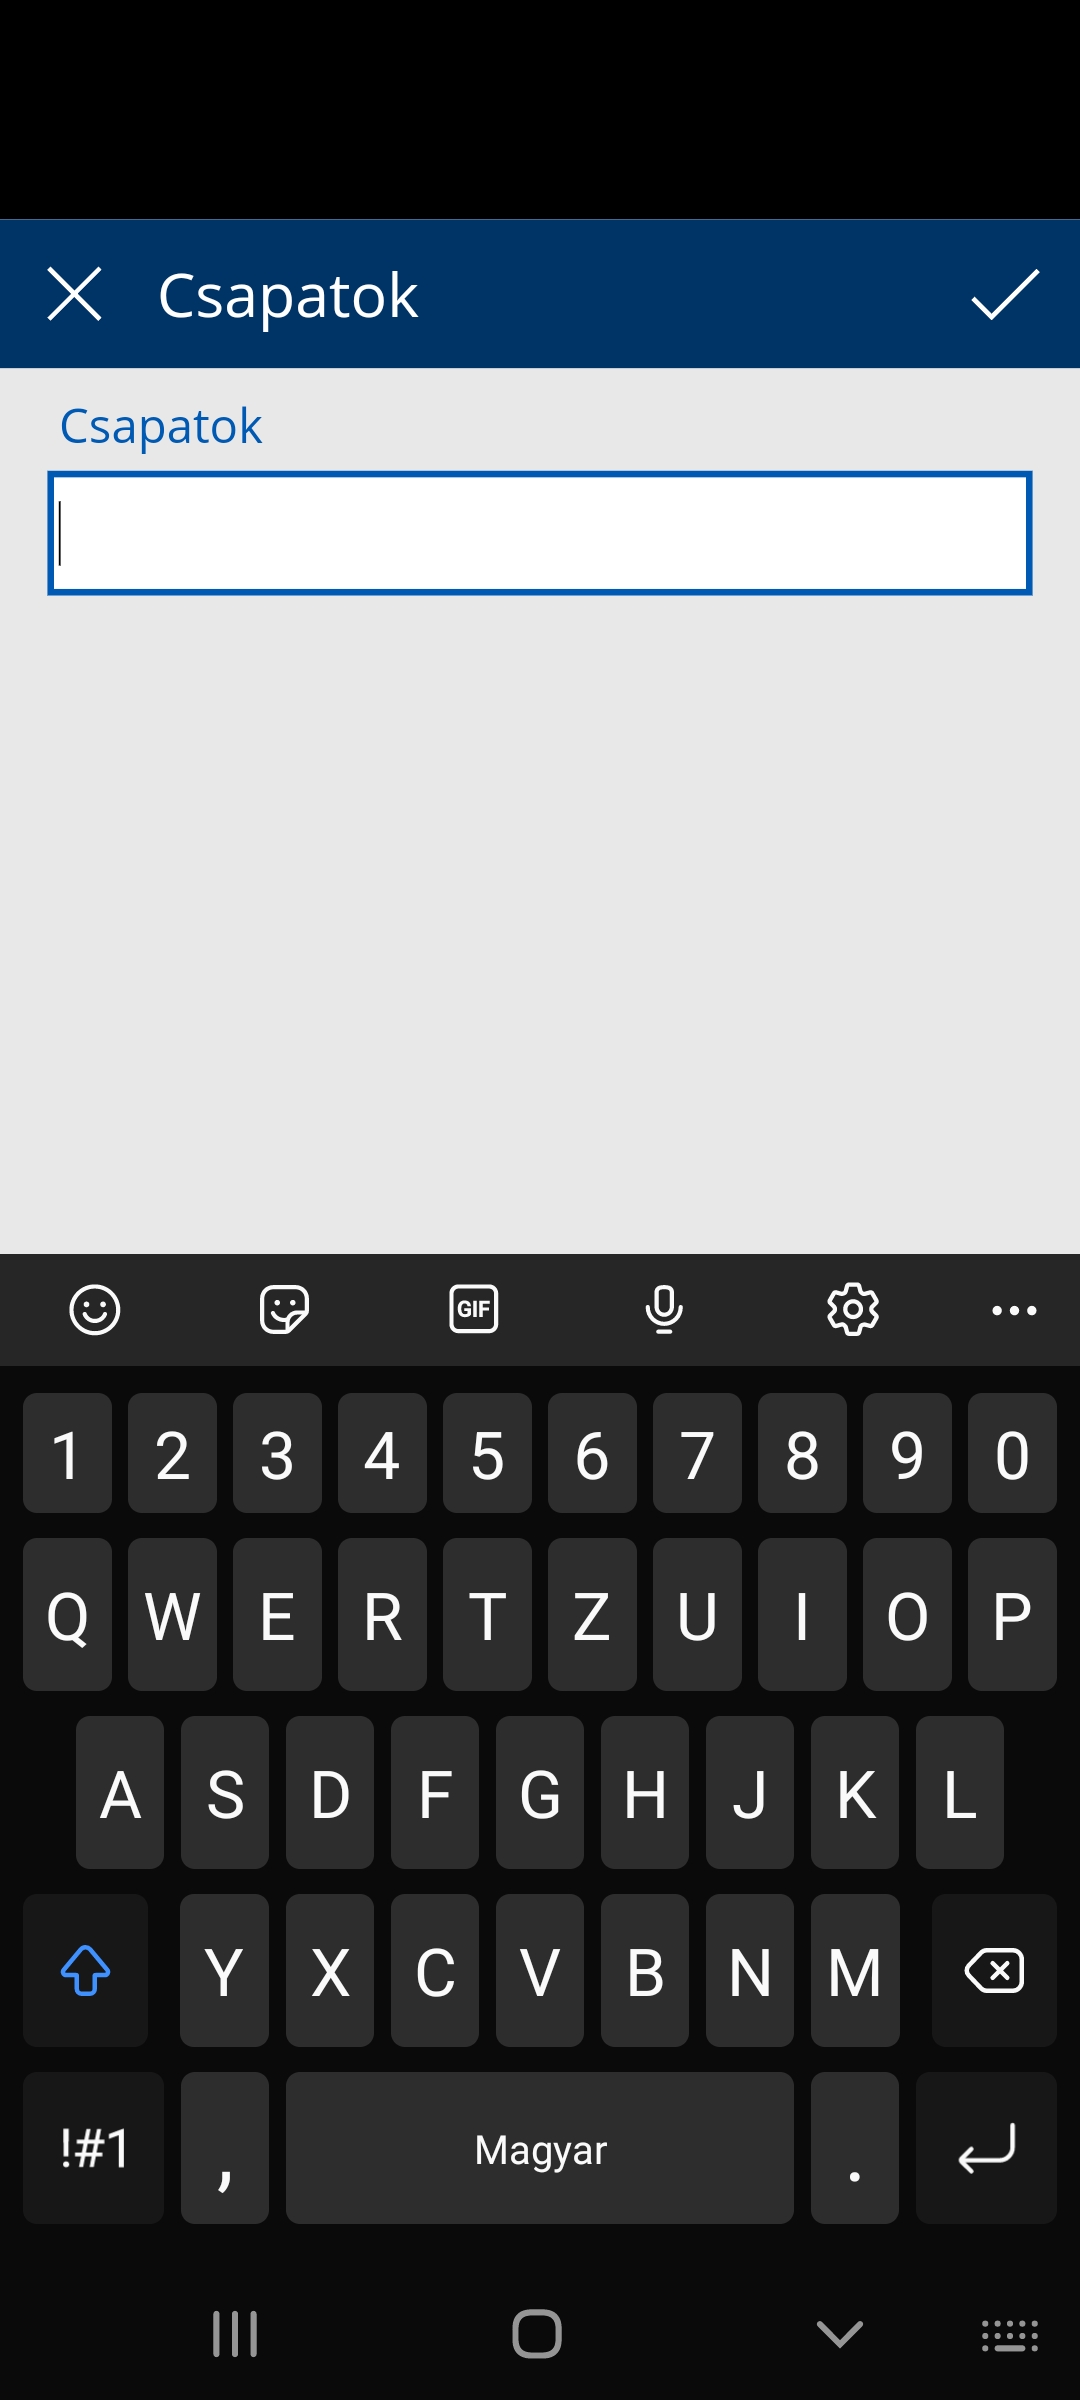 Csapatok
Csapatok
GIF
1 2 3 4 5 6 7 8 9 0
Q W E R T Z U I O P
A S D F G H J K L
Y X C V B N M
!#1 , Magyar .